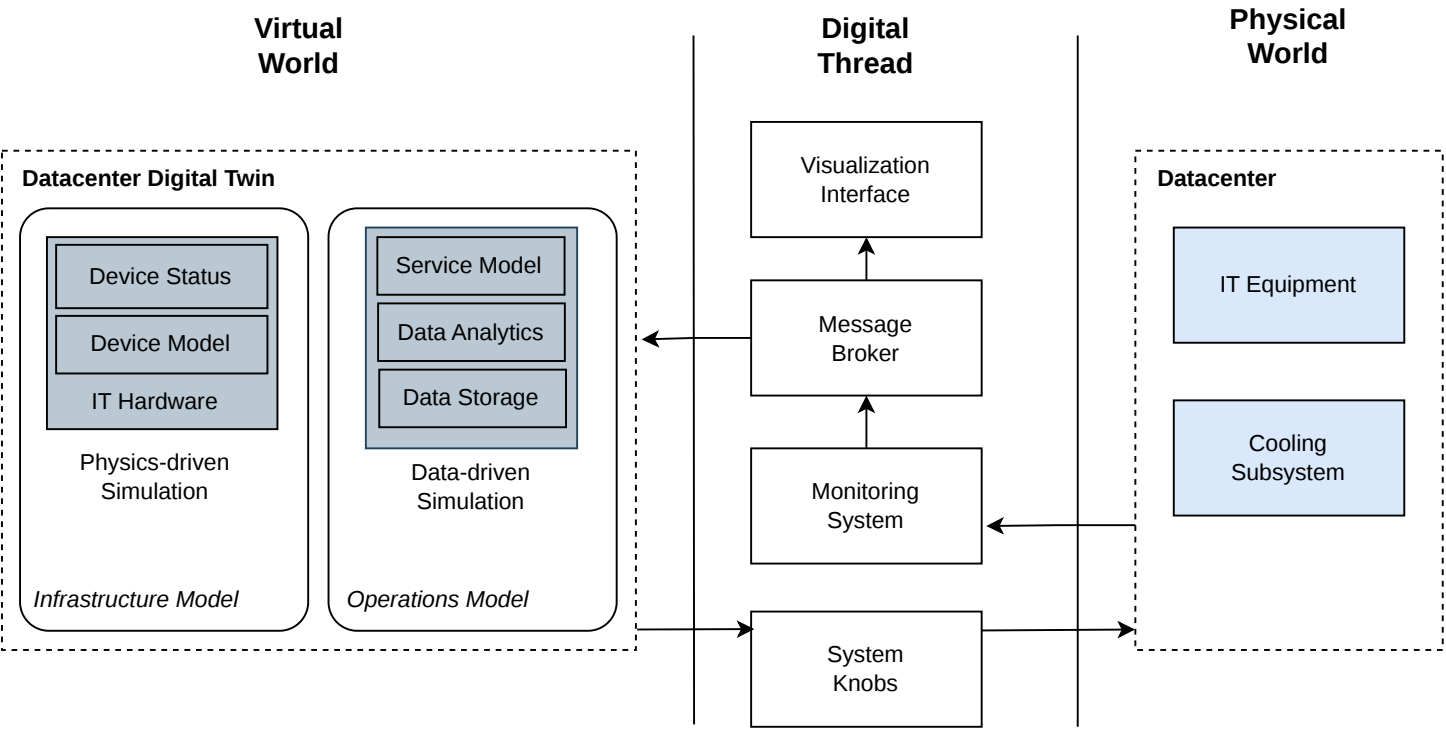 Virtual
World
Digital
Thread
Physical
World
Datacenter Digital Twin
Device Status
Device Model
IT Hardware
Physics-driven
Simulation
Infrastructure Model
Service Model
Data Analytics
Data Storage
Data-driven
Simulation
Operations Model
Visualization
Interface
Message
Broker
Monitoring
System
System
Knobs
Datacenter
IT Equipment
Cooling
Subsystem